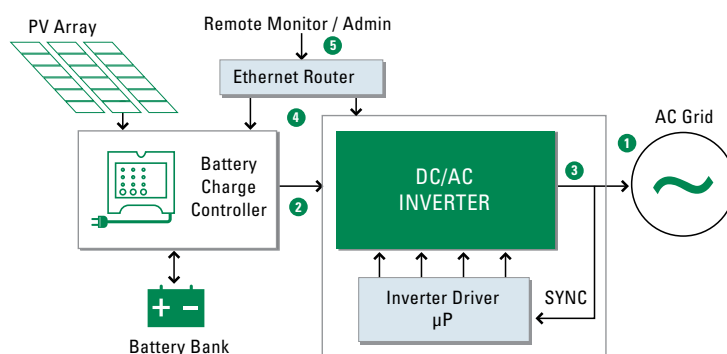 PV Array
Remote Monitor / Admin
5
Ethernet Router
4
AC Grid
1
Battery
Charge
Controller
2
DC/AC
INVERTER
3
Inverter Driver
µP
SYNC
+ −
Battery Bank